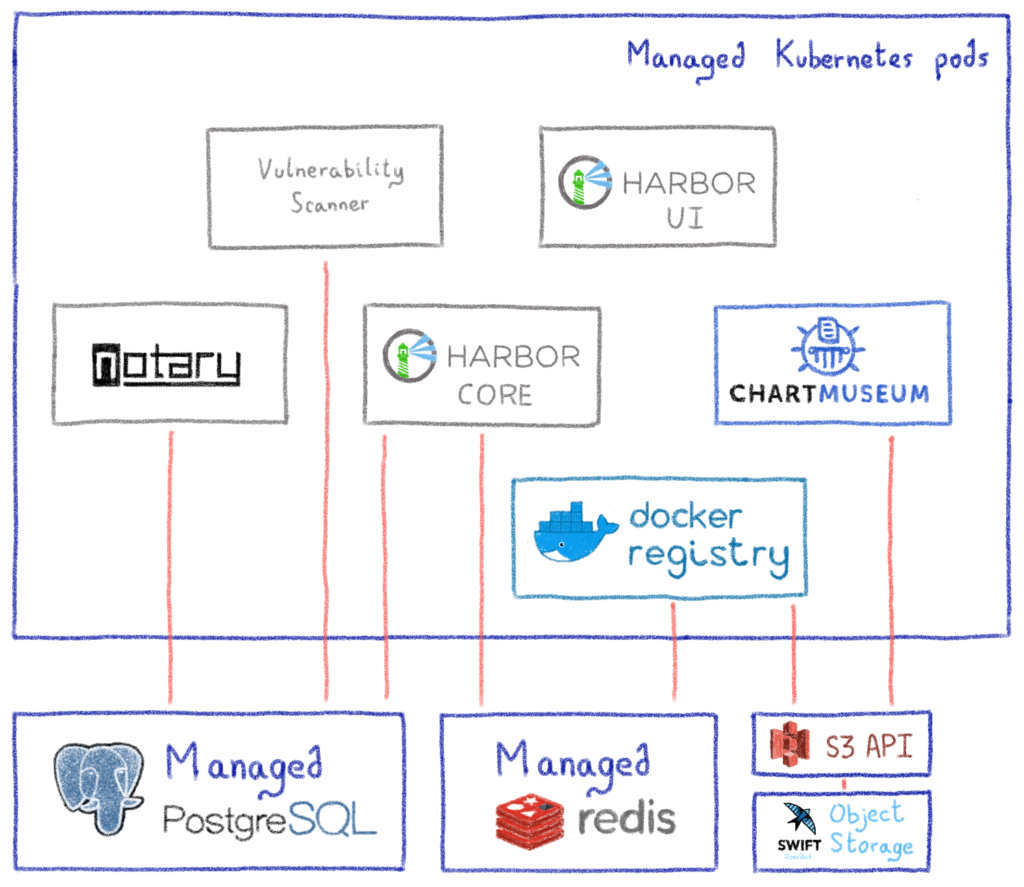 Managed Kubernetes pods
Vulnerability
Scanner
HARBOR
UI
notary
HARBOR
CORE
CHARTMUSEUM
docker
registry
Managed
PostgreSQL
Managed
redis
S3 API
SWIFT
OpenStack
Object
Storage